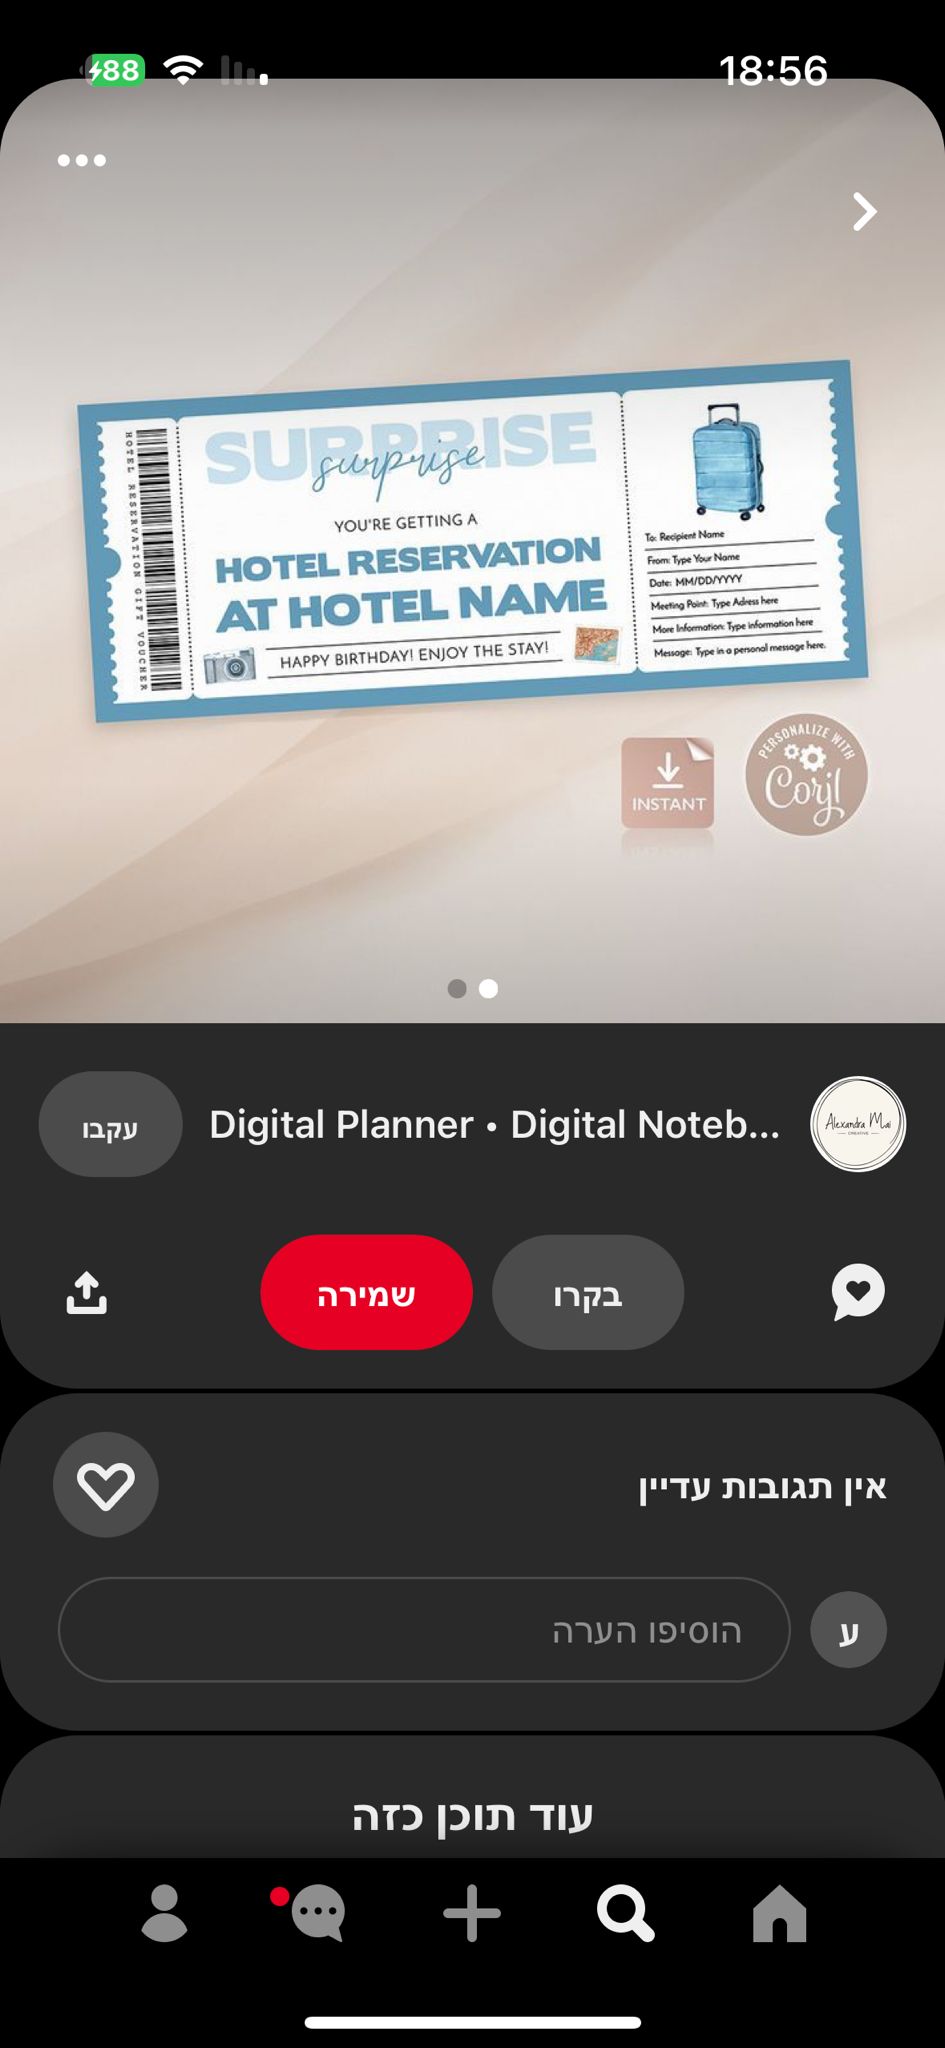 88
18:56
HOTEL RESERVATION GIFT VOUCHER
SURPRISE
surprise
YOU'RE GETTING A
HOTEL RESERVATION
AT HOTEL NAME
HAPPY BIRTHDAY! ENJOY THE STAY!
To: Recipient Name
From: Type Your Name
Date: MM/DD/YYYY
Meeting Point: Type Adress here
More Information: Type information here
Message: Type in a personal message here.
INSTANT
PERSONALIZE WITH
Corjl
Alexandra Mai
CREATIVE
Digital Planner • Digital Noteb...
עקבו
בקרו
שמירה
אין תגובות עדיין
ע
הוסיפו הערה
עוד תוכן כזה